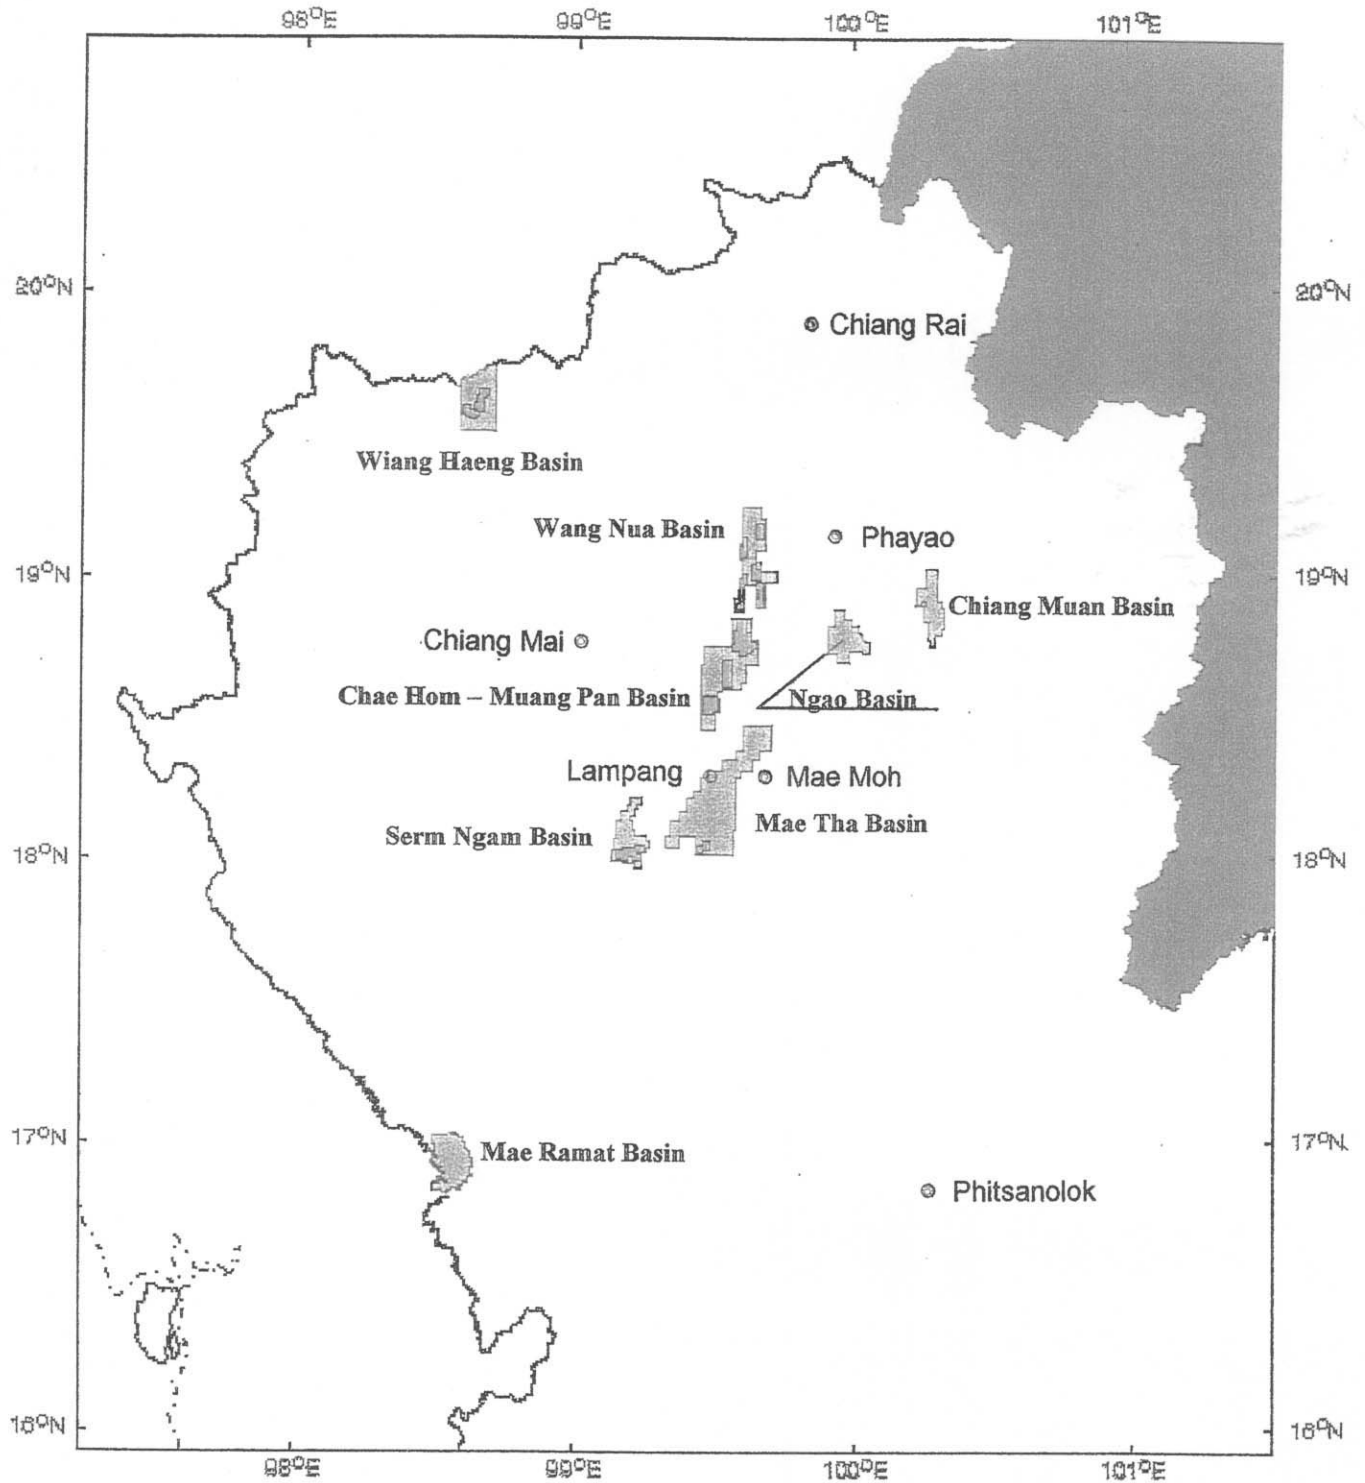 98°E 99°E 100°E 101°E
20°N 20°N
Chiang Rai
Wiang Haeng Basin
Wang Nua Basin
Phayao
19°N 19°N
Chiang Muan Basin
Chiang Mai
Chae Hom – Muang Pan Basin
Ngao Basin
Lampang
Mae Moh
Mae Tha Basin
Serm Ngam Basin
18°N 18°N
17°N 17°N
Mae Ramat Basin
Phitsanolok
16°N 16°N
98°E 99°E 100°E 101°E